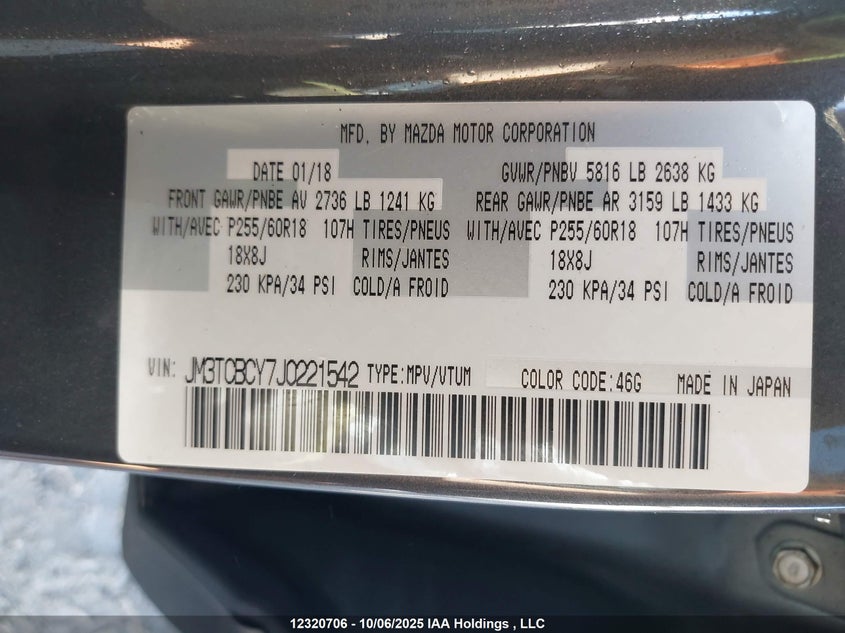 MFD. BY MAZDA MOTOR CORPORATION
DATE 01/18 GVWR/PNBV 5816 LB 2638 KG
FRONT GAWR/PNBE AV 2736 LB 1241 KG REAR GAWR/PNBE AR 3159 LB 1433 KG
WITH/AVEC P255/60R18 107H TIRES/PNEUS WITH/AVEC P255/60R18 107H TIRES/PNEUS
18X8J RIMS/JANTES 18X8J RIMS/JANTES
230 KPA/34 PSI COLD/A FROID 230 KPA/34 PSI COLD/A FROID
VIN: JM3TCBCY7J0221542 TYPE:MPV/VTUM COLOR CODE:46G MADE IN JAPAN
12320706 - 10/06/2025 IAA Holdings , LLC